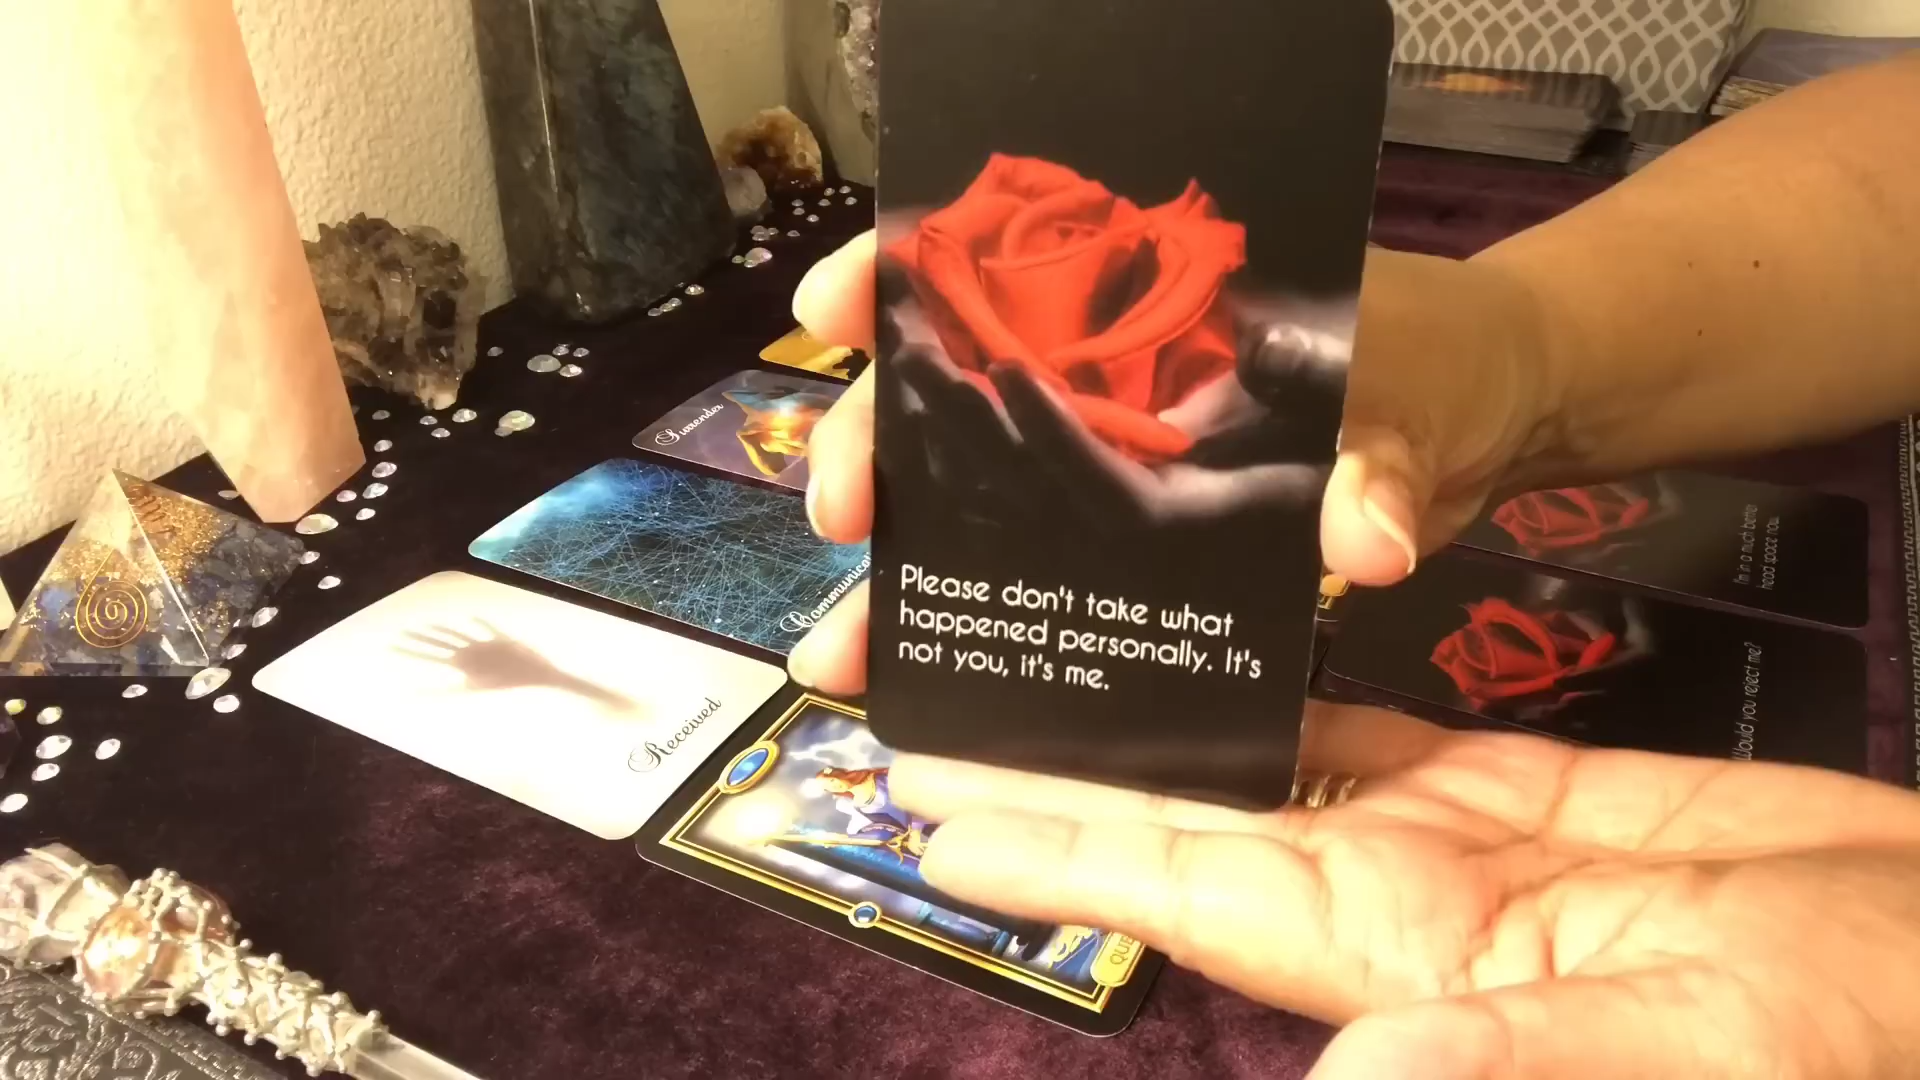 Please don't take what
happened personally. It's
not you, it's me.
Surrender
Received
I'm in a much better
head space now.
Would you reject me?